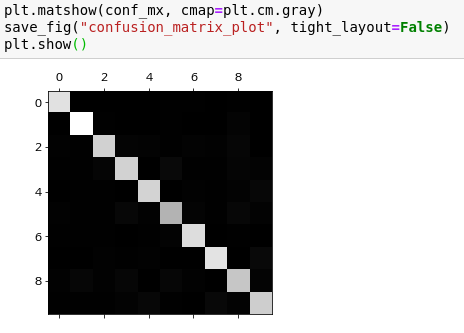 plt.matshow(conf_mx, cmap=plt.cm.gray)
save_fig("confusion_matrix_plot", tight_layout=False)
plt.show()
0 2 4 6 8
0
2
4
6
8